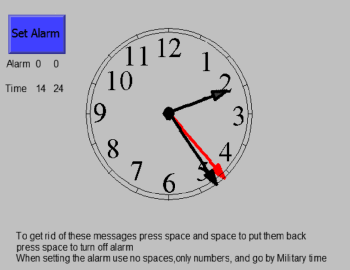 Set Alarm
Alarm 0 0
Time 14 24
12
11 1
10 2
9 3
8 4
7 5
6
To get rid of these messages press space and space to put them back
press space to turn off alarm
When setting the alarm use no spaces,only numbers, and go by Military time